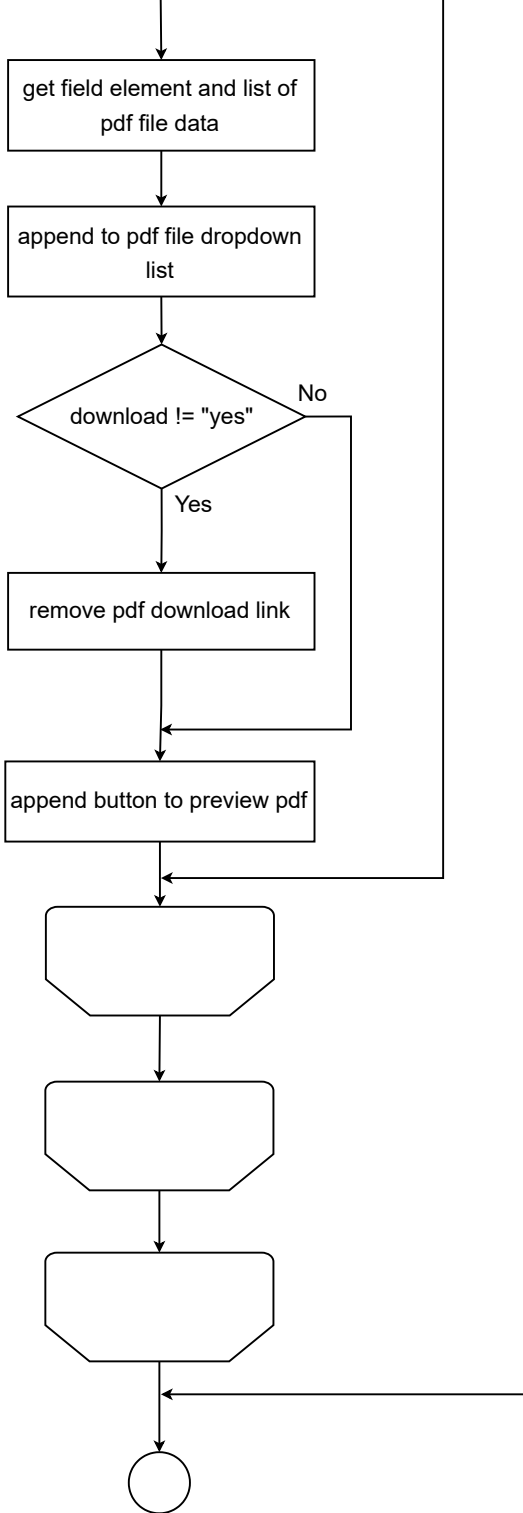 get field element and list of
pdf file data
append to pdf file dropdown
list
download != "yes"
No
Yes
remove pdf download link
append button to preview pdf